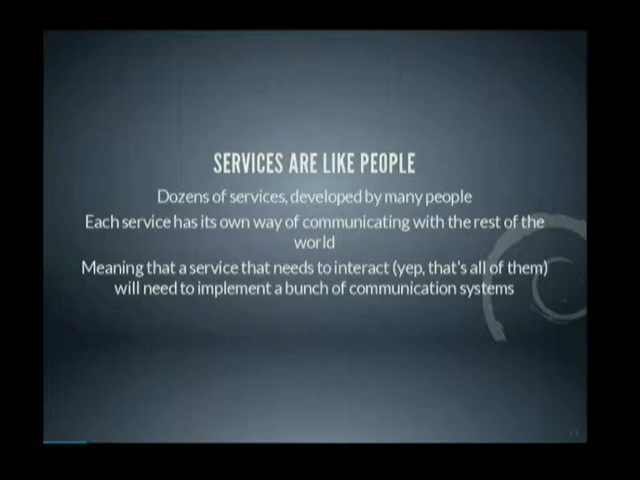 SERVICES ARE LIKE PEOPLE
Dozens of services, developed by many people
Each service has its own way of communicating with the rest of the
world
Meaning that a service that needs to interact (yep, that's all of them)
will need to implement a bunch of communication systems